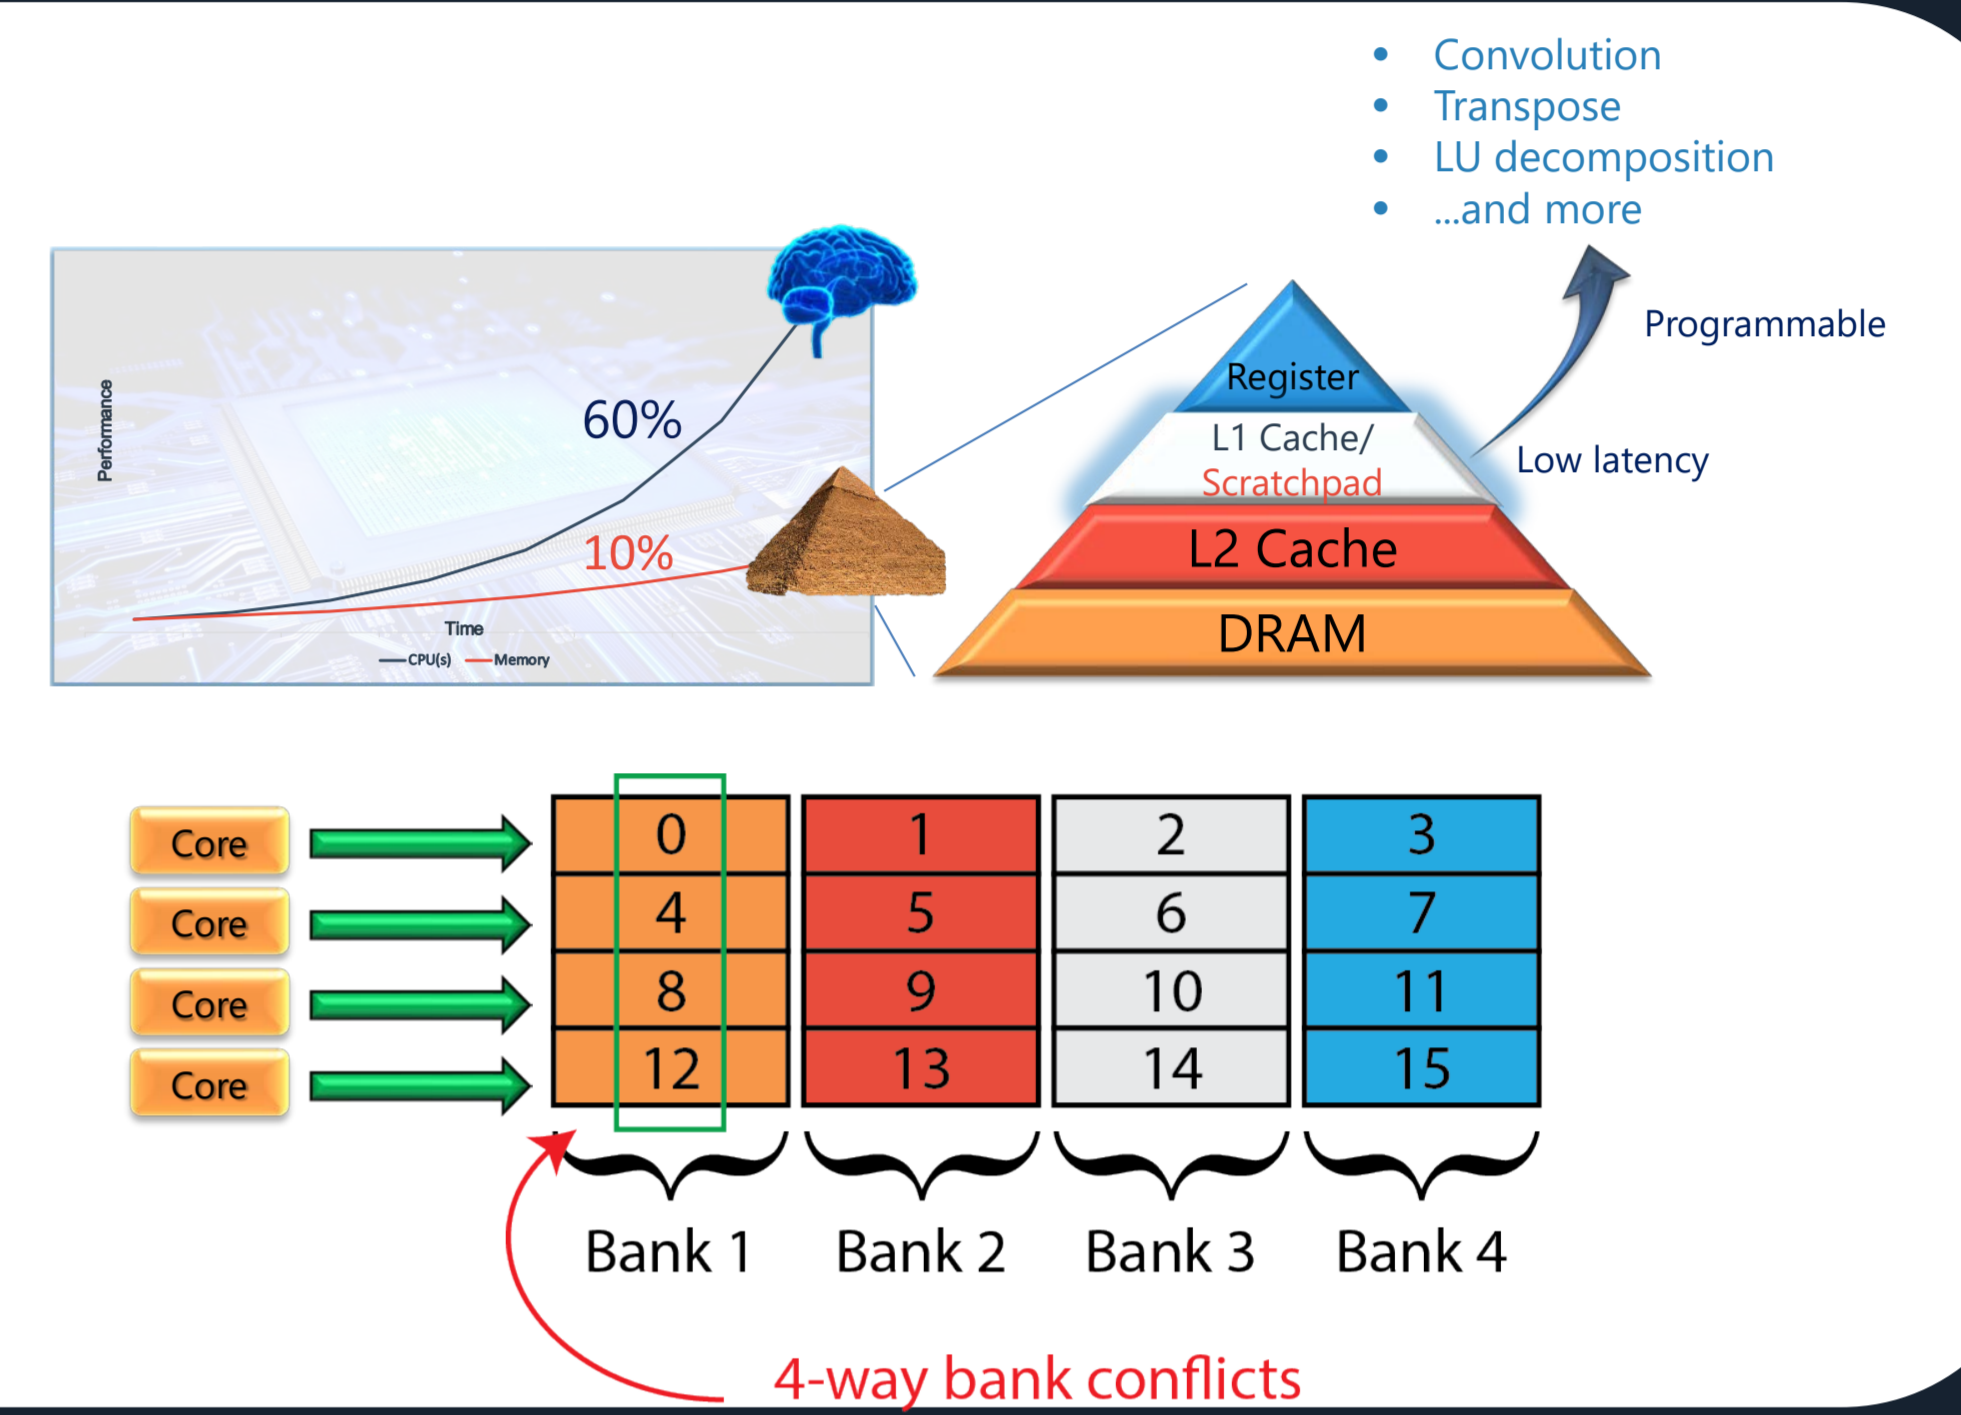 • Convolution
• Transpose
• LU decomposition
• ...and more
Programmable
Low latency
Performance
60%
10%
Time
CPU(s) Memory
Register
L1 Cache/
Scratchpad
L2 Cache
DRAM
Core 0 1 2 3
Core 4 5 6 7
Core 8 9 10 11
Core 12 13 14 15
Bank 1 Bank 2 Bank 3 Bank 4
4-way bank conflicts